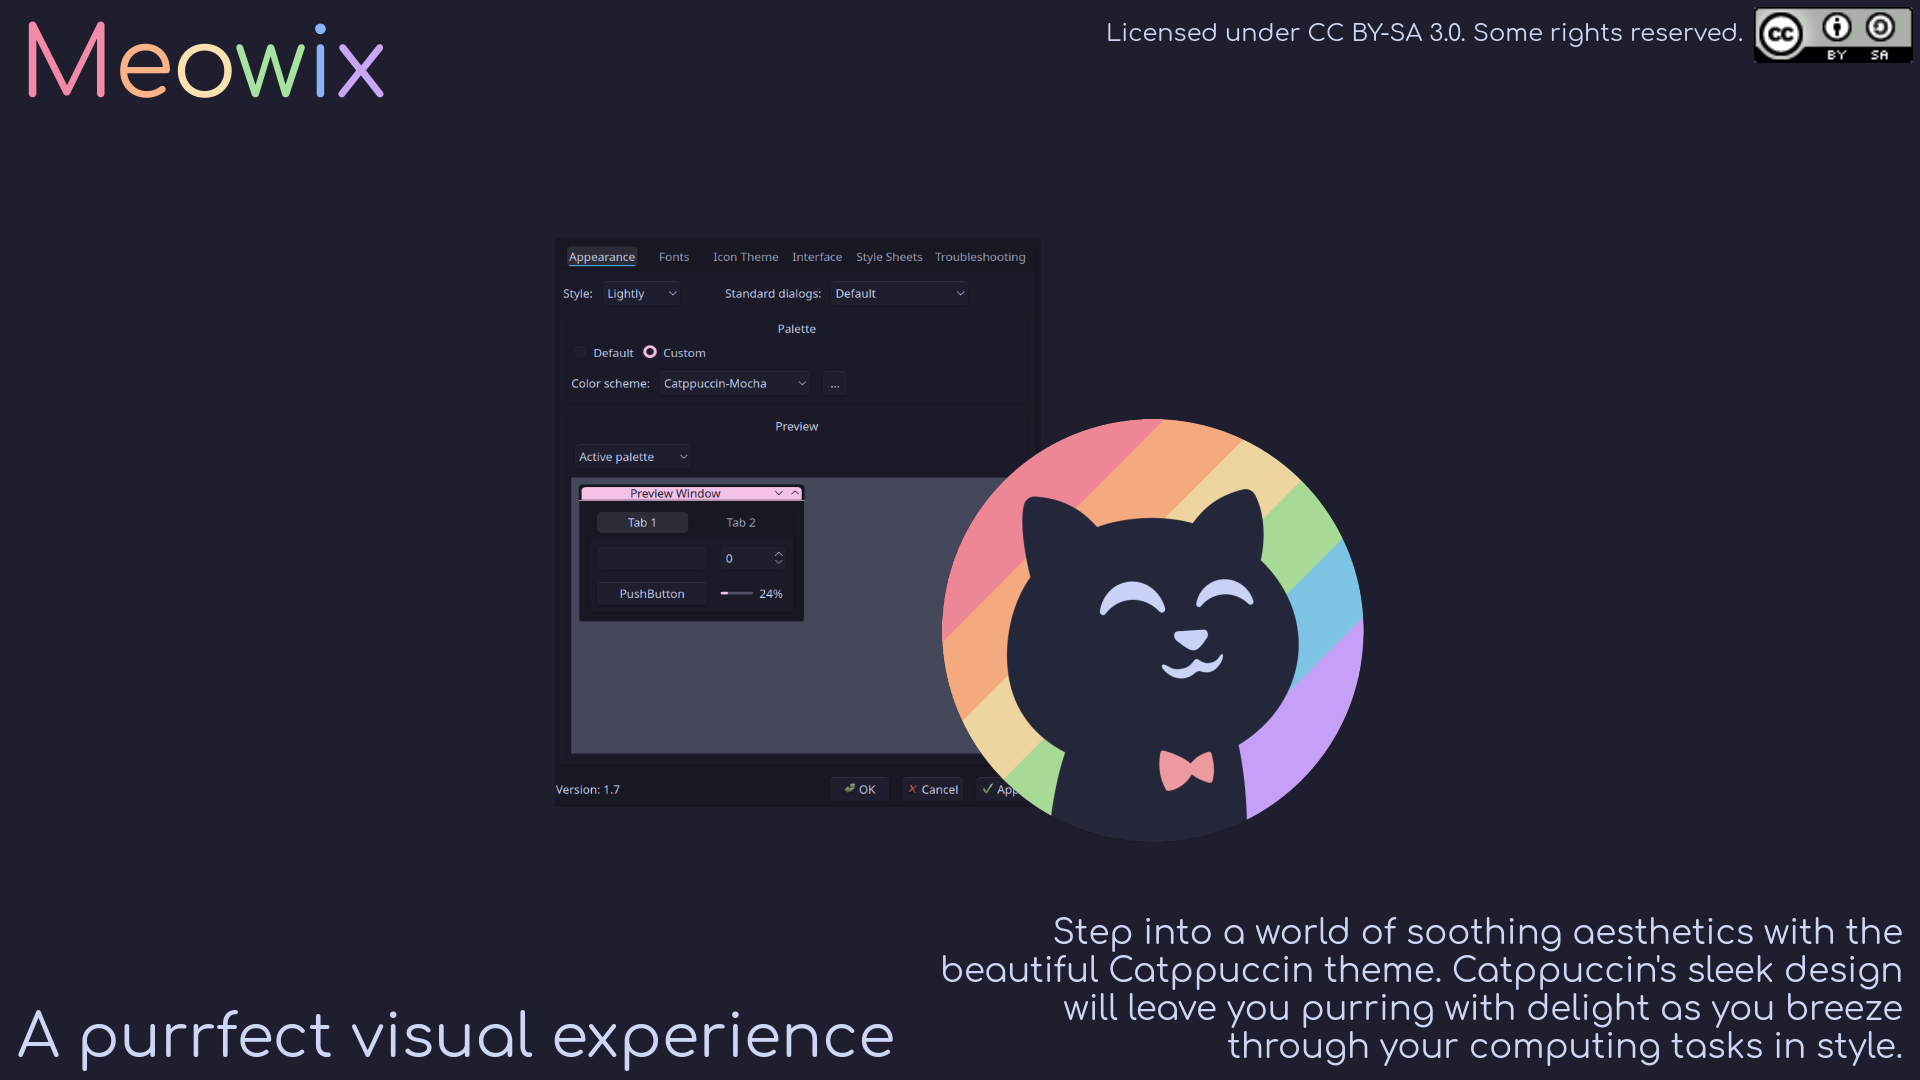 Meowix
Licensed under CC BY-SA 3.0. Some rights reserved.
cc
BY SA
Appearance Fonts Icon Theme Interface Style Sheets Troubleshooting
Style: Lightly Standard dialogs: Default
Palette
Default Custom
Color scheme: Catppuccin-Mocha ...
Preview
Active palette
Preview Window
Tab 1 Tab 2
0
PushButton 24%
Version: 1.7 OK Cancel App
A purrfect visual experience
Step into a world of soothing aesthetics with the
beautiful Catppuccin theme. Catppuccin's sleek design
will leave you purring with delight as you breeze
through your computing tasks in style.